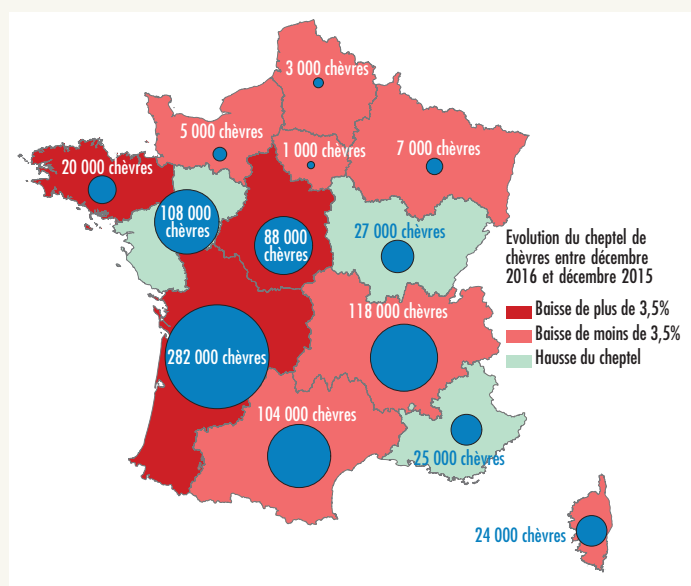 3 000 chèvres
5 000 chèvres
1 000 chèvres
7 000 chèvres
20 000 chèvres
108 000
chèvres
88 000
chèvres
27 000 chèvres
Evolution du cheptel de
chèvres entre décembre
2016 et décembre 2015
Baisse de plus de 3,5%
Baisse de moins de 3,5%
Hausse du cheptel
118 000 chèvres
282 000 chèvres
104 000 chèvres
25 000 chèvres
24 000 chèvres